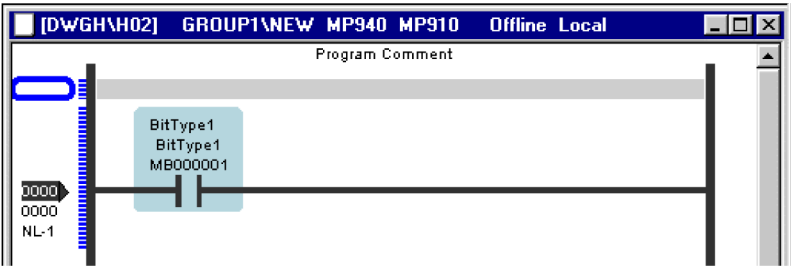 [DWGH\H02] GROUP1\NEW MP940 MP910 Offline Local
Program Comment
BitType1
BitType1
MB000001
0000
0000
NL-1